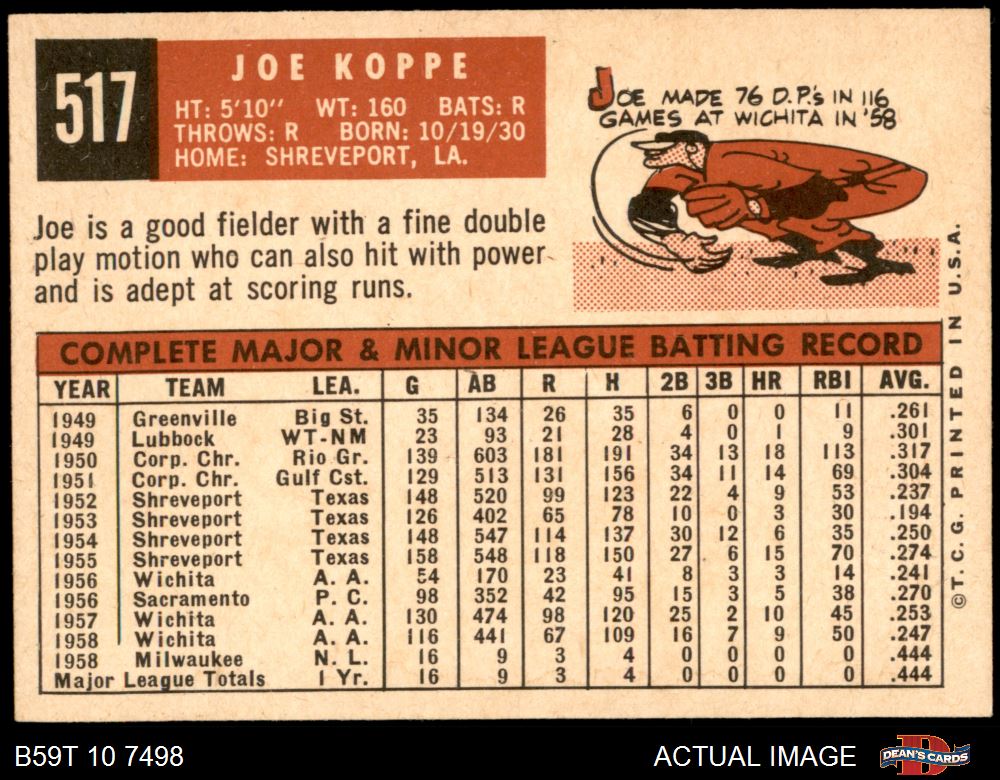 517
JOE KOPPE
HT: 5'10" WT: 160 BATS: R
THROWS: R BORN: 10/19/30
HOME: SHREVEPORT, LA.
JOE MADE 76 D.P.'s IN 116
GAMES AT WICHITA IN '58
Joe is a good fielder with a fine double
play motion who can also hit with power
and is adept at scoring runs.
COMPLETE MAJOR & MINOR LEAGUE BATTING RECORD
YEAR TEAM LEA. G AB R H 2B 3B HR RBI AVG.
1949 Greenville Big St. 35 134 26 35 6 0 0 11 .261
1949 Lubbock WT-NM 23 93 21 28 4 0 1 9 .301
1950 Corp. Chr. Rio Gr. 139 603 181 191 34 13 18 113 .317
1951 Corp. Chr. Gulf Cst. 129 513 131 156 34 11 14 69 .304
1952 Shreveport Texas 148 520 99 123 22 4 9 53 .237
1953 Shreveport Texas 126 402 65 78 10 0 3 30 .194
1954 Shreveport Texas 148 547 114 137 30 12 6 35 .250
1955 Shreveport Texas 158 548 118 150 27 6 15 70 .274
1956 Wichita A. A. 54 170 23 41 8 3 3 14 .241
1956 Sacramento P. C. 98 352 42 95 15 3 5 38 .270
1957 Wichita A. A. 130 474 98 120 25 2 10 45 .253
1958 Wichita A. A. 116 441 67 109 16 7 9 50 .247
1958 Milwaukee N. L. 16 9 3 4 0 0 0 0 .444
Major League Totals 1 Yr. 16 9 3 4 0 0 0 0 .444
©T.C.G. PRINTED IN U.S.A.
B59T 10 7498
ACTUAL IMAGE
DEAN'S CARDS